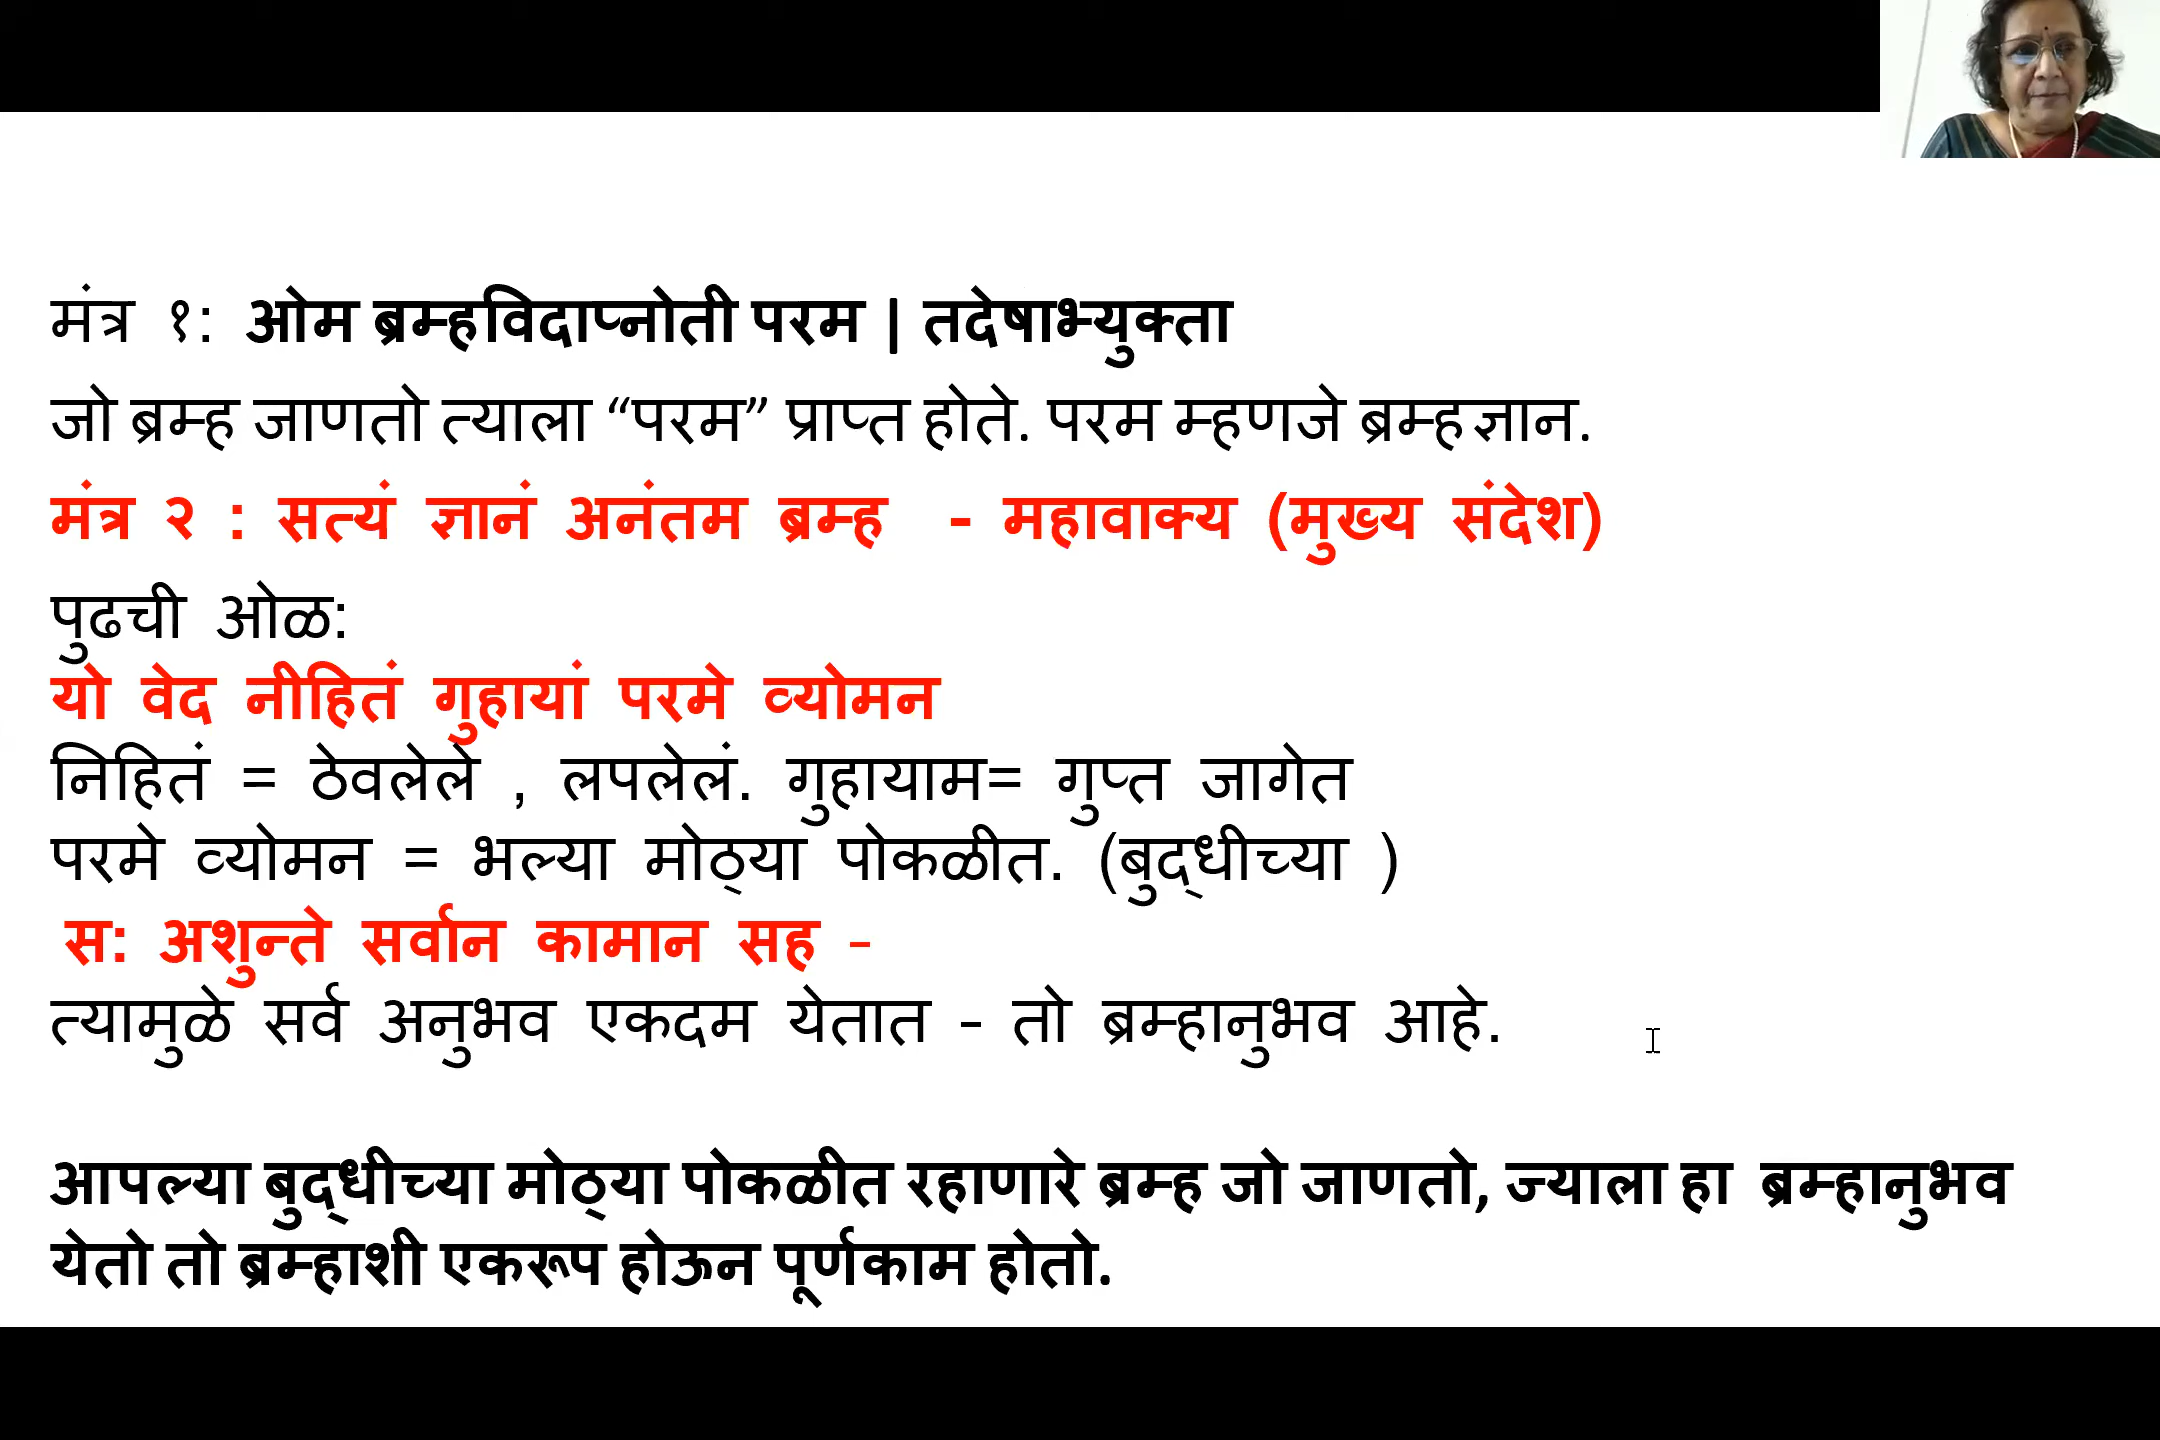 मंत्र १: ओम ब्रम्हविदाप्नोती परम | तदेषाभ्युक्ता
जो ब्रम्ह जाणतो त्याला “परम” प्राप्त होते. परम म्हणजे ब्रम्हज्ञान.
मंत्र २ : सत्यं ज्ञानं अनंतम ब्रम्ह - महावाक्य (मुख्य संदेश)
पुढची ओळ:
यो वेद नीहितं गुहायां परमे व्योमन
निहितं = ठेवलेले , लपलेलं. गुहायाम= गुप्त जागेत
परमे व्योमन = भल्या मोठ्या पोकळीत. (बुद्धीच्या )
स: अशुन्ते सर्वान कामान सह –
त्यामुळे सर्व अनुभव एकदम येतात – तो ब्रम्हानुभव आहे.
आपल्या बुद्धीच्या मोठ्या पोकळीत रहाणारे ब्रम्ह जो जाणतो, ज्याला हा ब्रम्हानुभव
येतो तो ब्रम्हाशी एकरूप होऊन पूर्णकाम होतो.